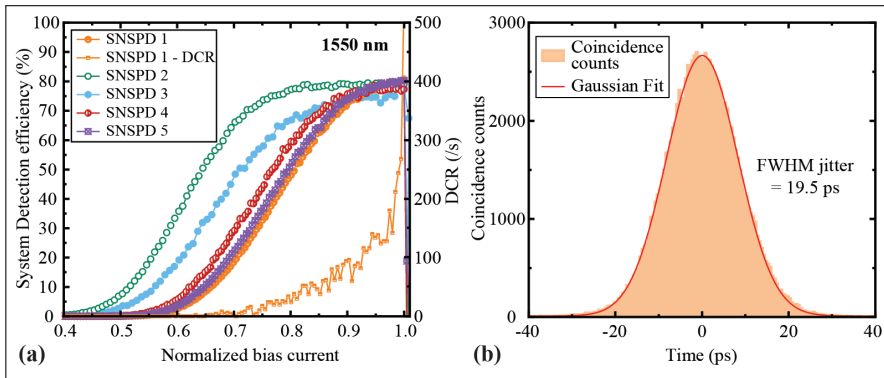 1550 nm
SNSPD 1
SNSPD 1 - DCR
SNSPD 2
SNSPD 3
SNSPD 4
SNSPD 5
System Detection efficiency (%)
100
90
80
70
60
50
40
30
20
10
0
0.4
0.5
0.6
0.7
0.8
0.9
1.0
Normalized bias current
500
400
300
200
100
0
DCR (/s)
(a)
Coincidence
counts
Gaussian Fit
FWHM jitter
= 19.5 ps
Coincidence counts
3000
2000
1000
0
-40
-20
0
20
40
Time (ps)
(b)